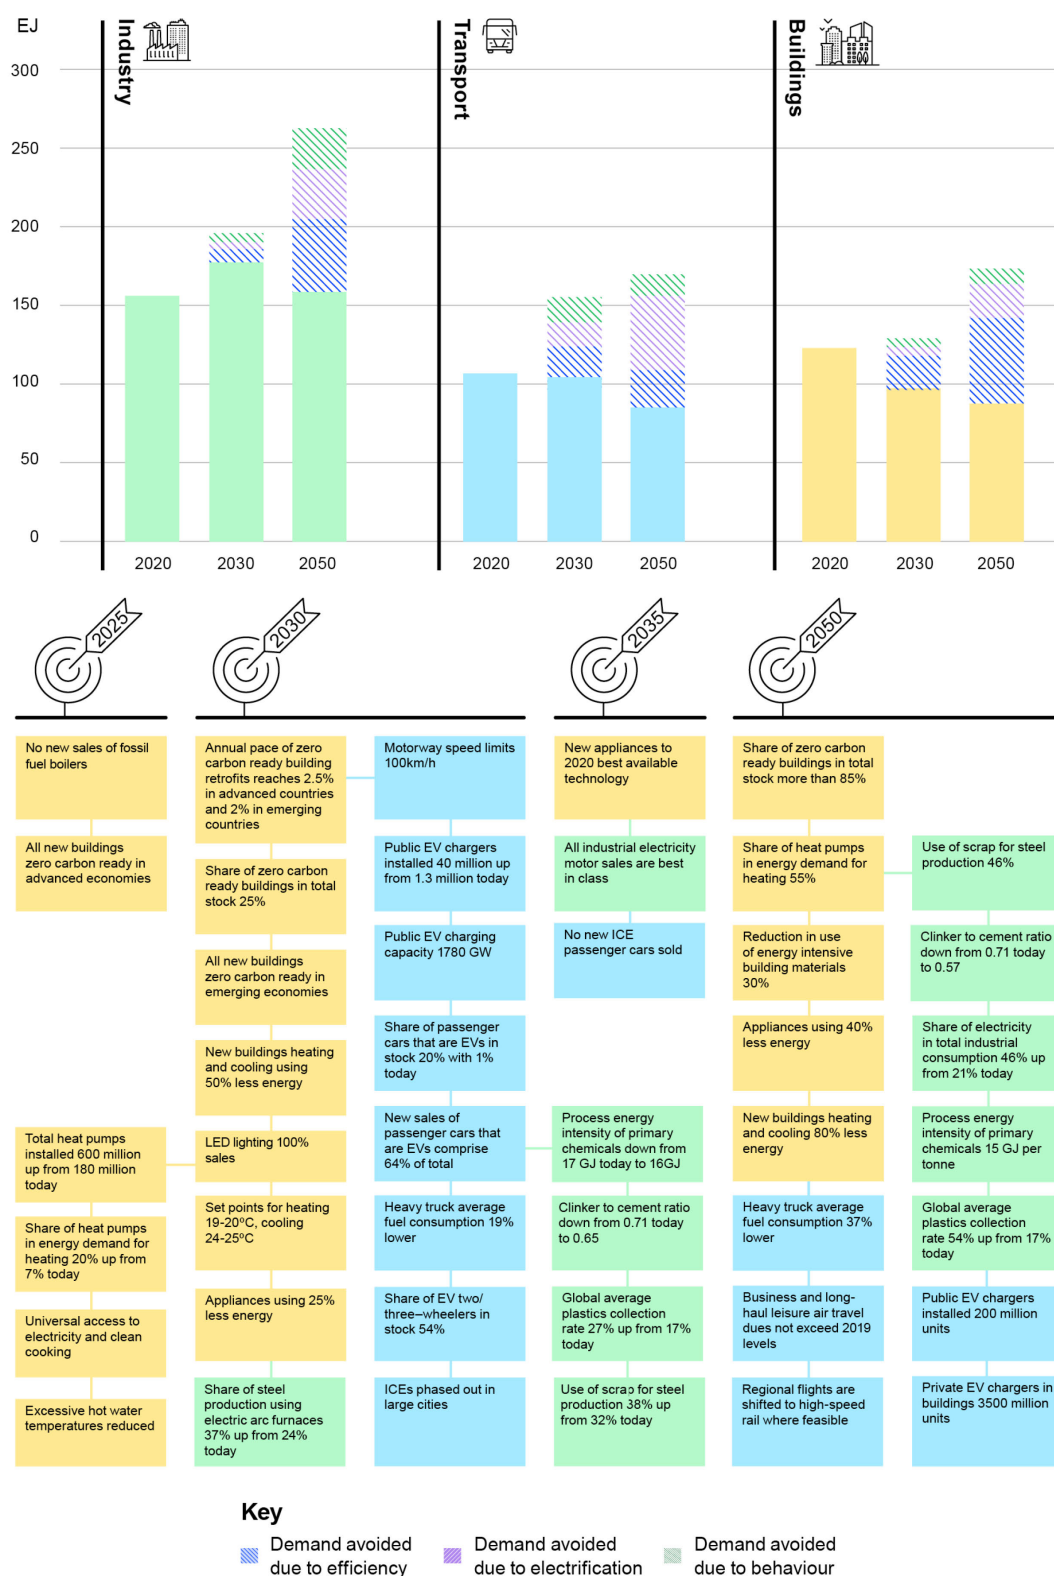 EJ
Industry
Transport
Buildings
300
250
200
150
100
50
0
2020
2030
2050
2020
2030
2050
2020
2030
2050
2025
2030
2035
2050
No new sales of fossil
fuel boilers
All new buildings
zero carbon ready in
advanced economies
Total heat pumps
installed 600 million
up from 180 million
today
Share of heat pumps
in energy demand for
heating 20% up from
7% today
Universal access to
electricity and clean
cooking
Excessive hot water
temperatures reduced
Annual pace of zero
carbon ready building
retrofits reaches 2.5%
in advanced countries
and 2% in emerging
countries
Share of zero carbon
ready buildings in total
stock 25%
All new buildings
zero carbon ready in
emerging economies
New buildings heating
and cooling using
50% less energy
LED lighting 100%
sales
Set points for heating
19-20°C, cooling
24-25°C
Appliances using 25%
less energy
Share of steel
production using
electric arc furnaces
37% up from 24%
today
Motorway speed limits
100km/h
Public EV chargers
installed 40 million up
from 1.3 million today
Public EV charging
capacity 1780 GW
Share of passenger
cars that are EVs in
stock 20% with 1%
today
New sales of
passenger cars that
are EVs comprise
64% of total
Heavy truck average
fuel consumption 19%
lower
Share of EV two/
three–wheelers in
stock 54%
ICEs phased out in
large cities
New appliances to
2020 best available
technology
All industrial electricity
motor sales are best
in class
No new ICE
passenger cars sold
Process energy
intensity of primary
chemicals down from
17 GJ today to 16GJ
Clinker to cement ratio
down from 0.71 today
to 0.65
Global average
plastics collection
rate 27% up from 17%
today
Use of scrap for steel
production 38% up
from 32% today
Share of zero carbon
ready buildings in total
stock more than 85%
Share of heat pumps
in energy demand for
heating 55%
Reduction in use
of energy intensive
building materials
30%
Appliances using 40%
less energy
New buildings heating
and cooling 80% less
energy
Heavy truck average
fuel consumption 37%
lower
Business and long-
haul leisure air travel
dues not exceed 2019
levels
Regional flights are
shifted to high-speed
rail where feasible
Use of scrap for steel
production 46%
Clinker to cement ratio
down from 0.71 today
to 0.57
Share of electricity
in total industrial
consumption 46% up
from 21% today
Process energy
intensity of primary
chemicals 15 GJ per
tonne
Global average
plastics collection
rate 54% up from 17%
today
Public EV chargers
installed 200 million
units
Private EV chargers in
buildings 3500 million
units
Key
Demand avoided
due to efficiency
Demand avoided
due to electrification
Demand avoided
due to behaviour